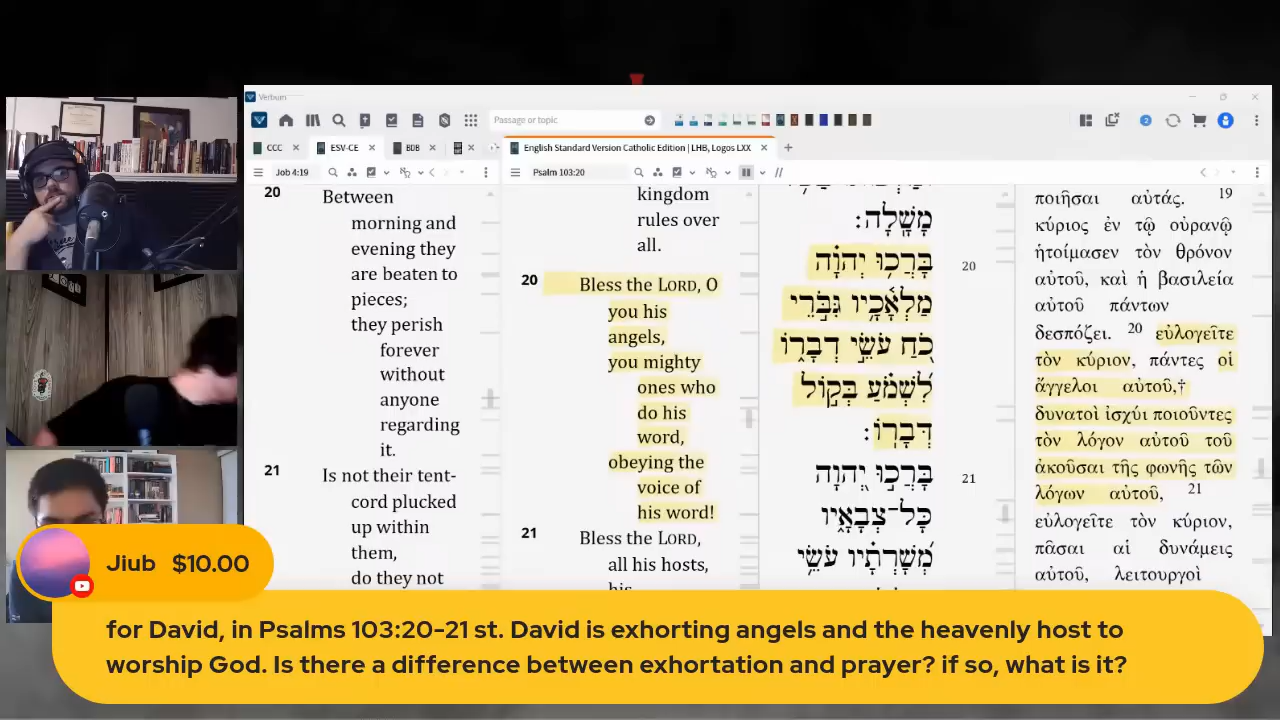 Verbum
Passage or topic
CCC
ESV-CE
BDB
English Standard Version Catholic Edition | LHB, Logos LXX
2
Job 4:19
Psalm 103:20
20
Between
morning and
evening they
are beaten to
pieces;
they perish
forever
without
anyone
regarding
it.
21
Is not their tent-
cord plucked
up within
them,
do they not
kingdom
rules over
all.
20
Bless the LORD, O
you his
angels,
you mighty
ones who
do his
word,
obeying the
voice of
his word!
21
Bless the LORD,
all his hosts,
his
מָשָׁלָה׃
20
בָּרֲכ֥וּ יְהוָ֗ה
מַלְאָ֫כָ֥יו גִּבֹּ֣רֵי
כֹ֭חַ עֹשֵׂ֣י דְבָר֑וֹ
לִ֝שְׁמֹ֗עַ בְּק֣וֹל
דְּבָרֽוֹ׃
21
בָּרֲכ֣וּ יְ֭הוָה
כָּל־צְבָאָ֑יו
מְ֝שָׁרְתָ֗יו עֹשֵׂ֥י
ποιῆσαι αὐτάς. 19
κύριος ἐν τῷ οὐρανῷ
ἡτοίμασεν τὸν θρόνον
αὐτοῦ, καὶ ἡ βασιλεία
αὐτοῦ πάντων
δεσπόζει. 20 εὐλογεῖτε
τὸν κύριον, πάντες οἱ
ἄγγελοι αὐτοῦ,†
δυνατοὶ ἰσχύι ποιοῦντες
τὸν λόγον αὐτοῦ τοῦ
ἀκοῦσαι τῆς φωνῆς τῶν
λόγων αὐτοῦ, 21
εὐλογεῖτε τὸν κύριον,
πᾶσαι αἱ δυνάμεις
αὐτοῦ, λειτουργοὶ
Jiub $10.00
for David, in Psalms 103:20-21 st. David is exhorting angels and the heavenly host to
worship God. Is there a difference between exhortation and prayer? if so, what is it?